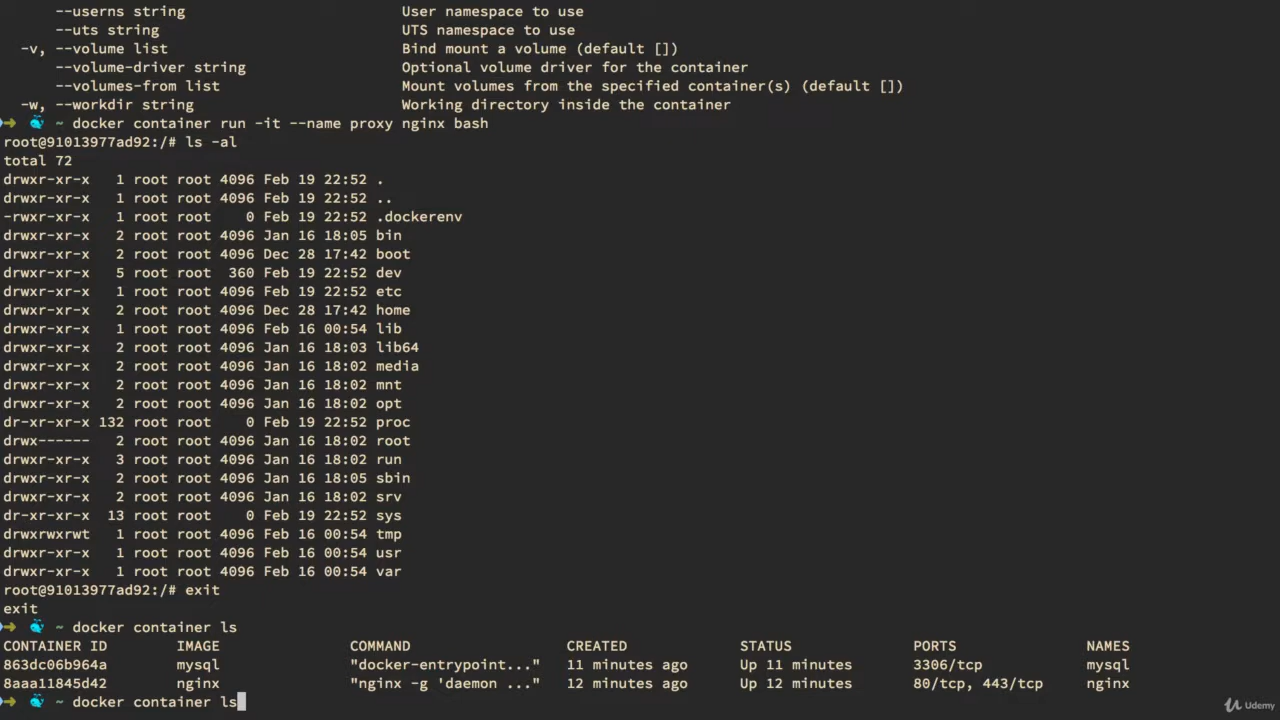 --userns string User namespace to use
--uts string UTS namespace to use
-v, --volume list Bind mount a volume (default [])
--volume-driver string Optional volume driver for the container
--volumes-from list Mount volumes from the specified container(s) (default [])
-w, --workdir string Working directory inside the container
~ docker container run -it --name proxy nginx bash
root@91013977ad92:/# ls -al
total 72
drwxr-xr-x 1 root root 4096 Feb 19 22:52 .
drwxr-xr-x 1 root root 4096 Feb 19 22:52 ..
-rwxr-xr-x 1 root root 0 Feb 19 22:52 .dockerenv
drwxr-xr-x 2 root root 4096 Jan 16 18:05 bin
drwxr-xr-x 2 root root 4096 Dec 28 17:42 boot
drwxr-xr-x 5 root root 360 Feb 19 22:52 dev
drwxr-xr-x 1 root root 4096 Feb 19 22:52 etc
drwxr-xr-x 2 root root 4096 Dec 28 17:42 home
drwxr-xr-x 1 root root 4096 Feb 16 00:54 lib
drwxr-xr-x 2 root root 4096 Jan 16 18:03 lib64
drwxr-xr-x 2 root root 4096 Jan 16 18:02 media
drwxr-xr-x 2 root root 4096 Jan 16 18:02 mnt
drwxr-xr-x 2 root root 4096 Jan 16 18:02 opt
dr-xr-xr-x 132 root root 0 Feb 19 22:52 proc
drwx------ 2 root root 4096 Jan 16 18:02 root
drwxr-xr-x 3 root root 4096 Jan 16 18:02 run
drwxr-xr-x 2 root root 4096 Jan 16 18:05 sbin
drwxr-xr-x 2 root root 4096 Jan 16 18:02 srv
dr-xr-xr-x 13 root root 0 Feb 19 22:52 sys
drwxrwxrwt 1 root root 4096 Feb 16 00:54 tmp
drwxr-xr-x 1 root root 4096 Feb 16 00:54 usr
drwxr-xr-x 1 root root 4096 Feb 16 00:54 var
root@91013977ad92:/# exit
exit
~ docker container ls
CONTAINER ID IMAGE COMMAND CREATED STATUS PORTS NAMES
863dc06b964a mysql "docker-entrypoint..." 11 minutes ago Up 11 minutes 3306/tcp mysql
8aaa11845d42 nginx "nginx -g 'daemon ..." 12 minutes ago Up 12 minutes 80/tcp, 443/tcp nginx
~ docker container ls
Udemy